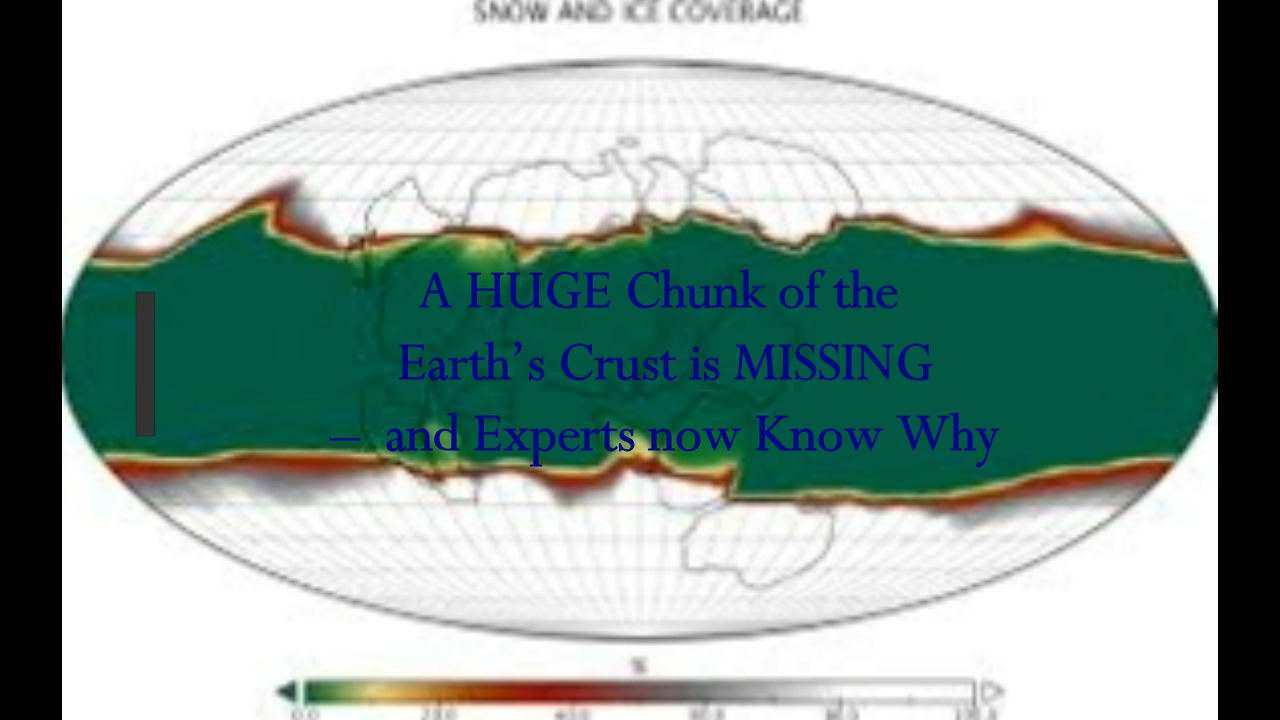 SNOW AND ICE COVERAGE
A HUGE Chunk of the
Earth’s Crust is MISSING
– and Experts now Know Why
%